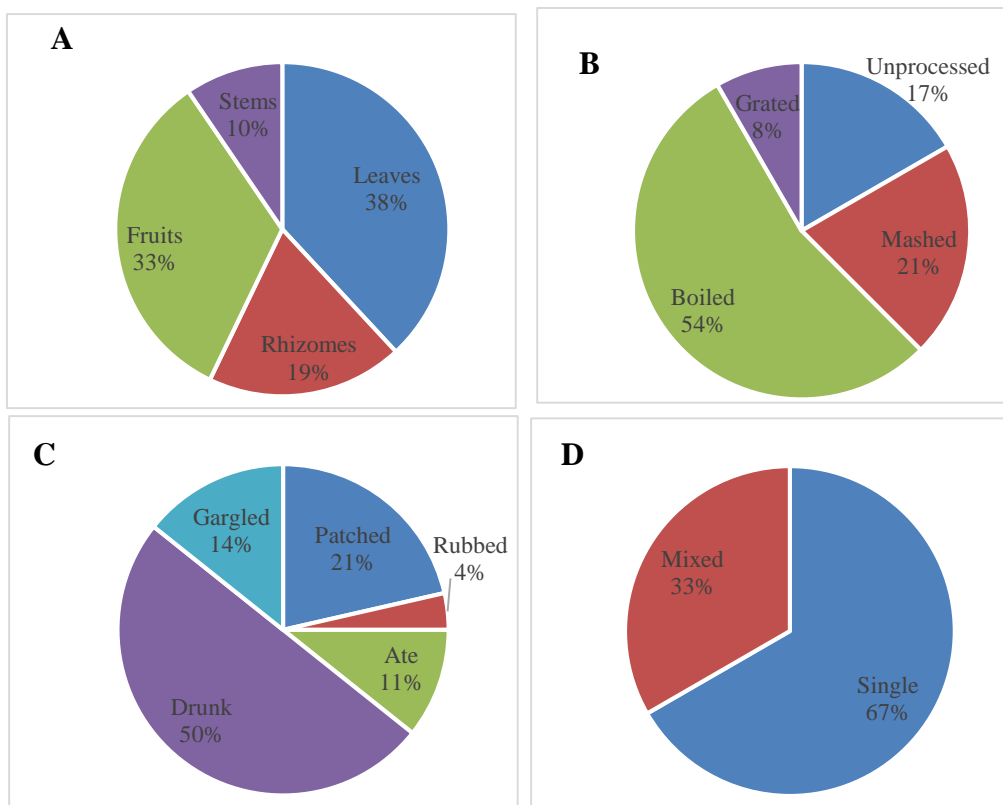 A
Stems
10%
Leaves
38%
Fruits
33%
Rhizomes
19%
B
Unprocessed
17%
Grated
8%
Mashed
21%
Boiled
54%
C
Gargled
14%
Patched
21%
Rubbed
4%
Ate
11%
Drunk
50%
D
Mixed
33%
Single
67%